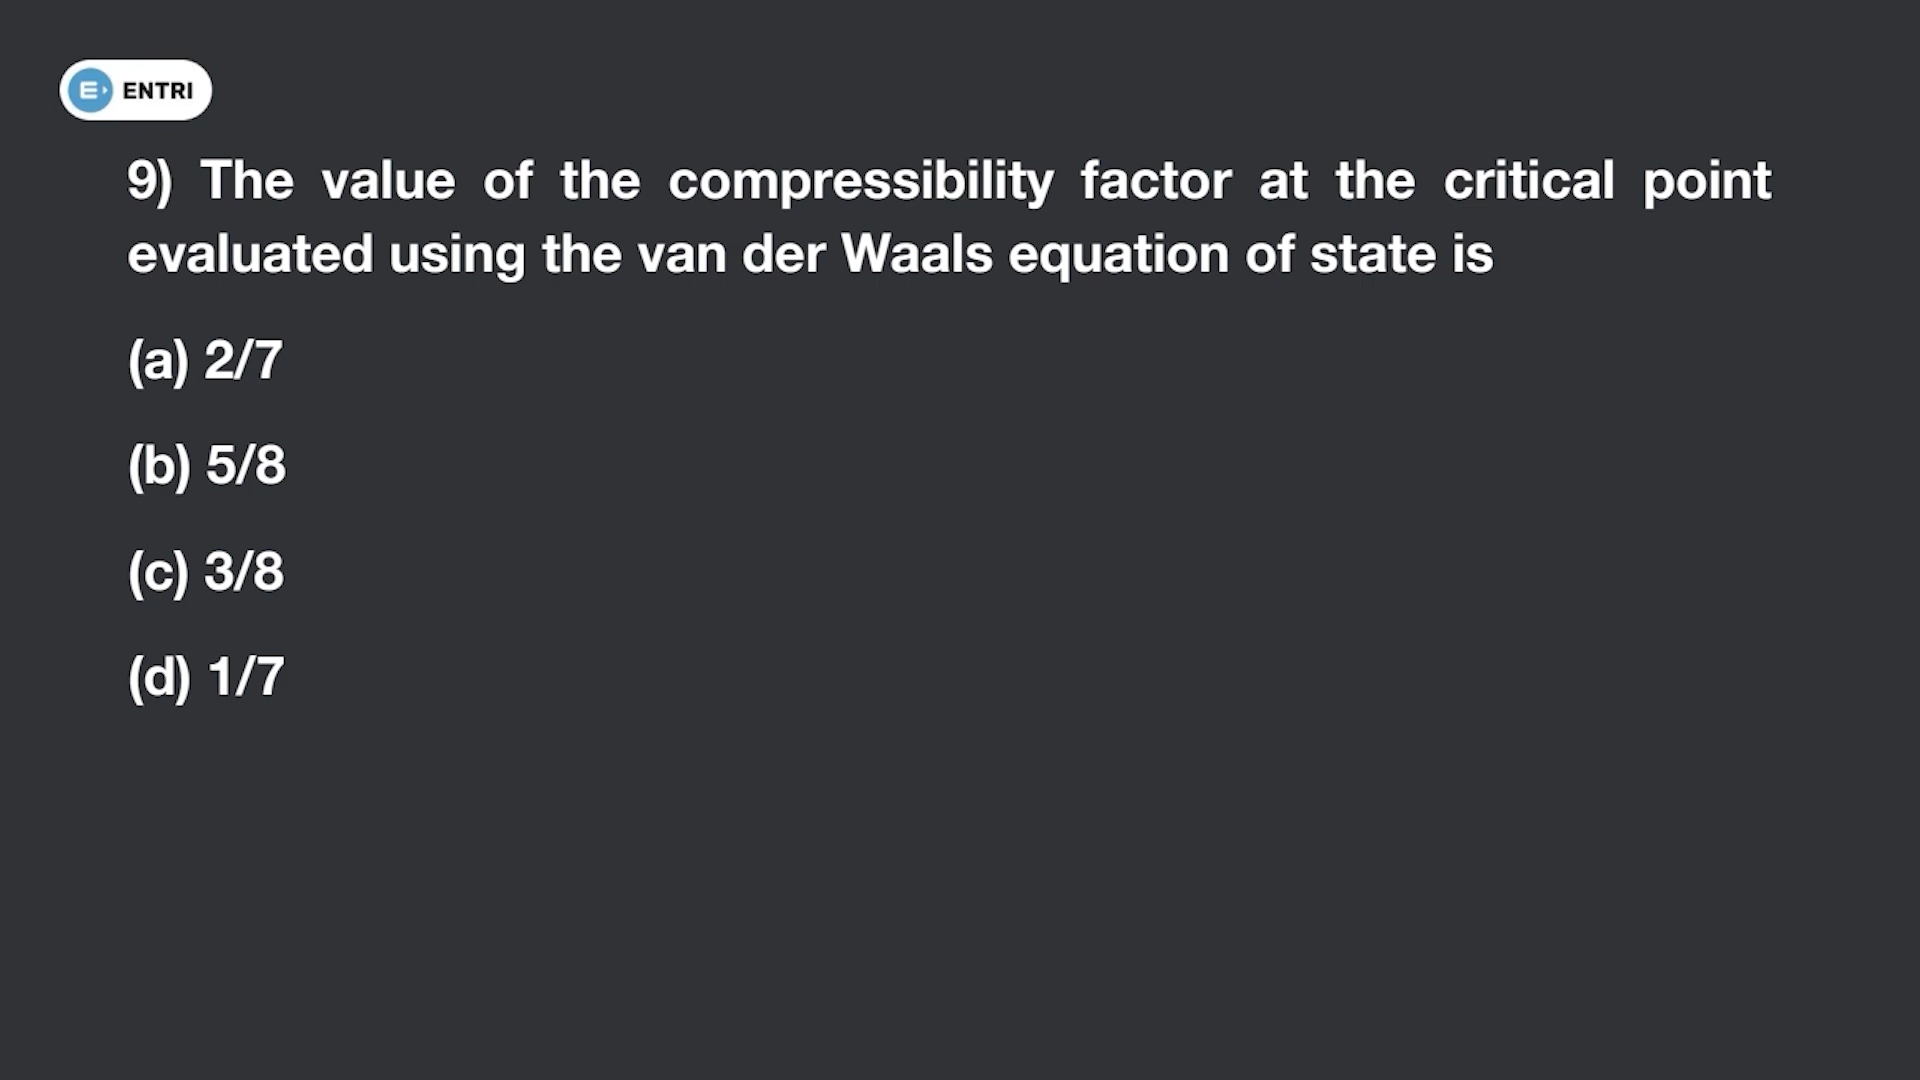 ENTRI
9) The value of the compressibility factor at the critical point
evaluated using the van der Waals equation of state is
(a) 2/7
(b) 5/8
(c) 3/8
(d) 1/7